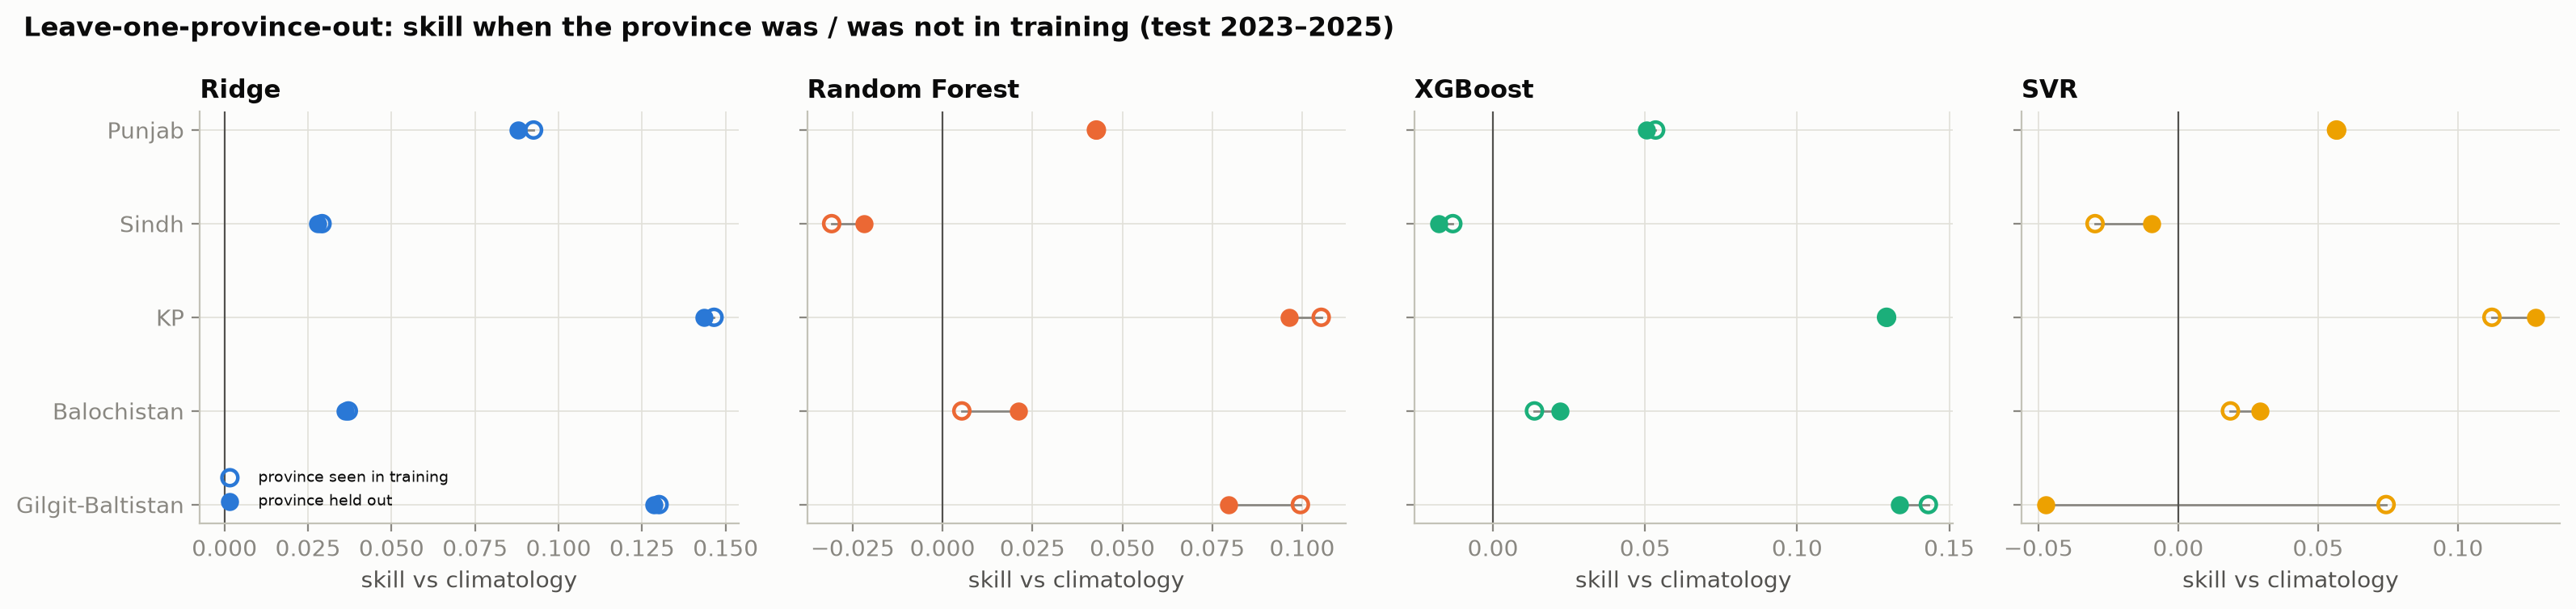 Leave-one-province-out: skill when the province was / was not in training (test 2023–2025)
Ridge
Random Forest
XGBoost
SVR
Punjab
Sindh
KP
Balochistan
Gilgit-Baltistan
province seen in training
province held out
0.000 0.025 0.050 0.075 0.100 0.125 0.150
−0.025 0.000 0.025 0.050 0.075 0.100
0.00 0.05 0.10 0.15
−0.05 0.00 0.05 0.10
skill vs climatology
skill vs climatology
skill vs climatology
skill vs climatology